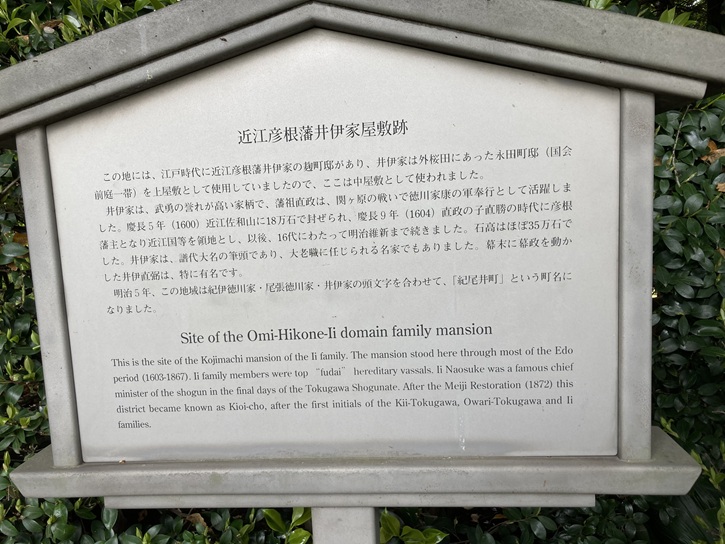 近江彦根藩井伊家屋敷跡
この地には、江戸時代に近江彦根藩井伊家の麹町邸があり、井伊家は外桜田にあった永田町邸（国会
前庭一帯）を上屋敷として使用していましたので、ここは中屋敷として使われました。
井伊家は、武勇の誉れが高い家柄で、藩祖直政は、関ヶ原の戦いで徳川家康の軍奉行として活躍しま
した。慶長５年（1600）近江佐和山に18万石で封ぜられ、慶長９年（1604）直政の子直勝の時代に彦根
藩主となり近江国等を領地とし、以後、16代にわたって明治維新まで続きました。石高はほぼ35万石で
した。井伊家は、譜代大名の筆頭であり、大老職に任じられる名家でもありました。幕末に幕政を動か
した井伊直弼は、特に有名です。
明治５年、この地域は紀伊徳川家・尾張徳川家・井伊家の頭文字を合わせて、「紀尾井町」という町名に
なりました。
Site of the Omi-Hikone-Ii domain family mansion
This is the site of the Kojimachi mansion of the Ii family. The mansion stood here through most of the Edo
period (1603-1867). Ii family members were top “fudai” hereditary vassals. Ii Naosuke was a famous chief
minister of the shogun in the final days of the Tokugawa Shogunate. After the Meiji Restoration (1872) this
district became known as Kioi-cho, after the first initials of the Kii-Tokugawa, Owari-Tokugawa and Ii
families.